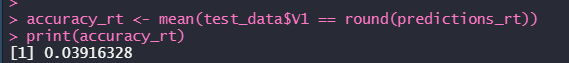 >
> accuracy_rt <- mean(test_data$V1 == round(predictions_rt))
> print(accuracy_rt)
[1] 0.03916328